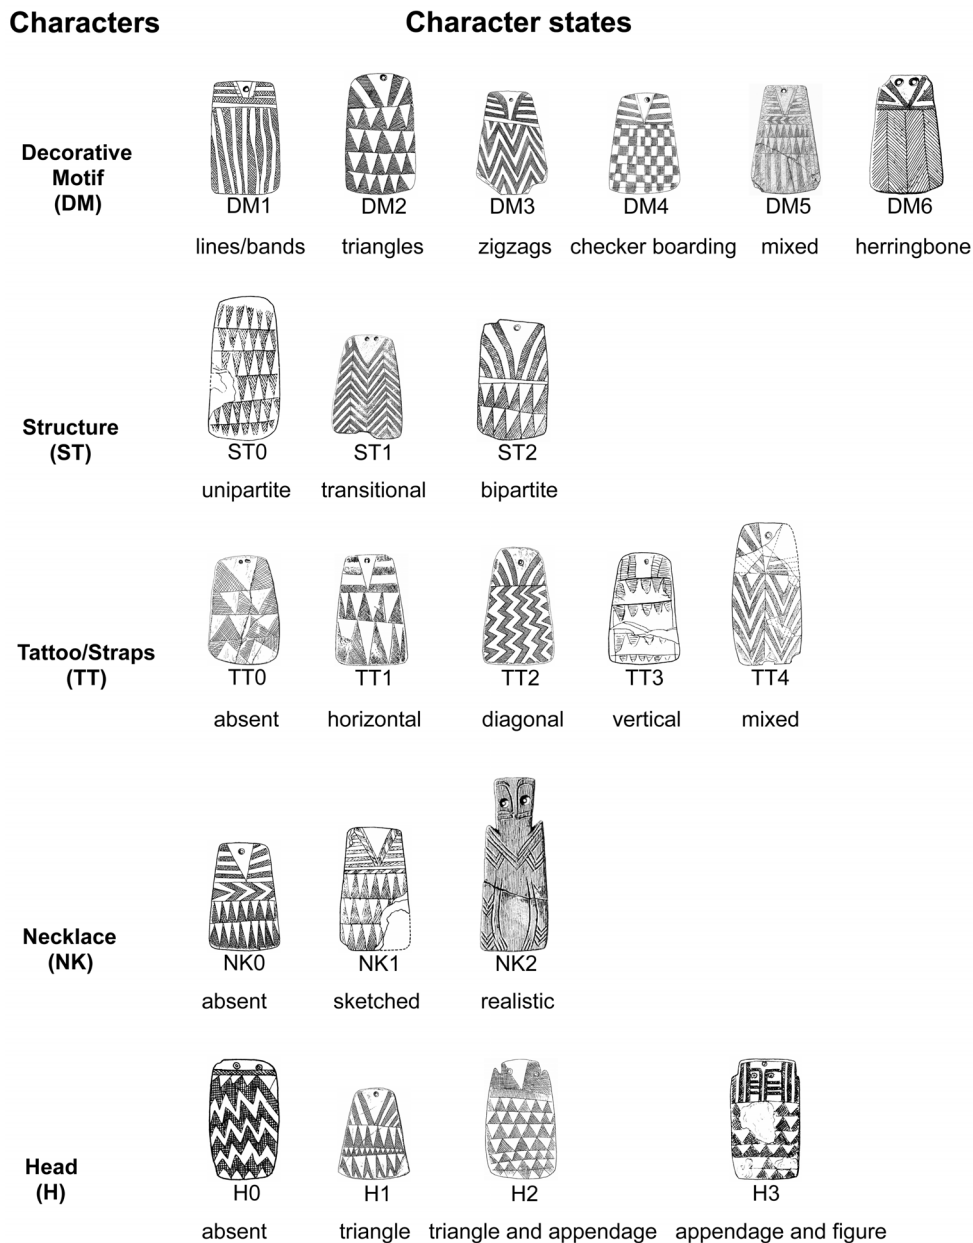 Characters Character states
Decorative
Motif
(DM)
DM1 DM2 DM3 DM4 DM5 DM6
lines/bands triangles zigzags checker boarding mixed herringbone
Structure
(ST)
ST0 ST1 ST2
unipartite transitional bipartite
Tattoo/Straps
(TT)
TT0 TT1 TT2 TT3 TT4
absent horizontal diagonal vertical mixed
Necklace
(NK)
NK0 NK1 NK2
absent sketched realistic
Head
(H)
H0 H1 H2 H3
absent triangle triangle and appendage appendage and figure